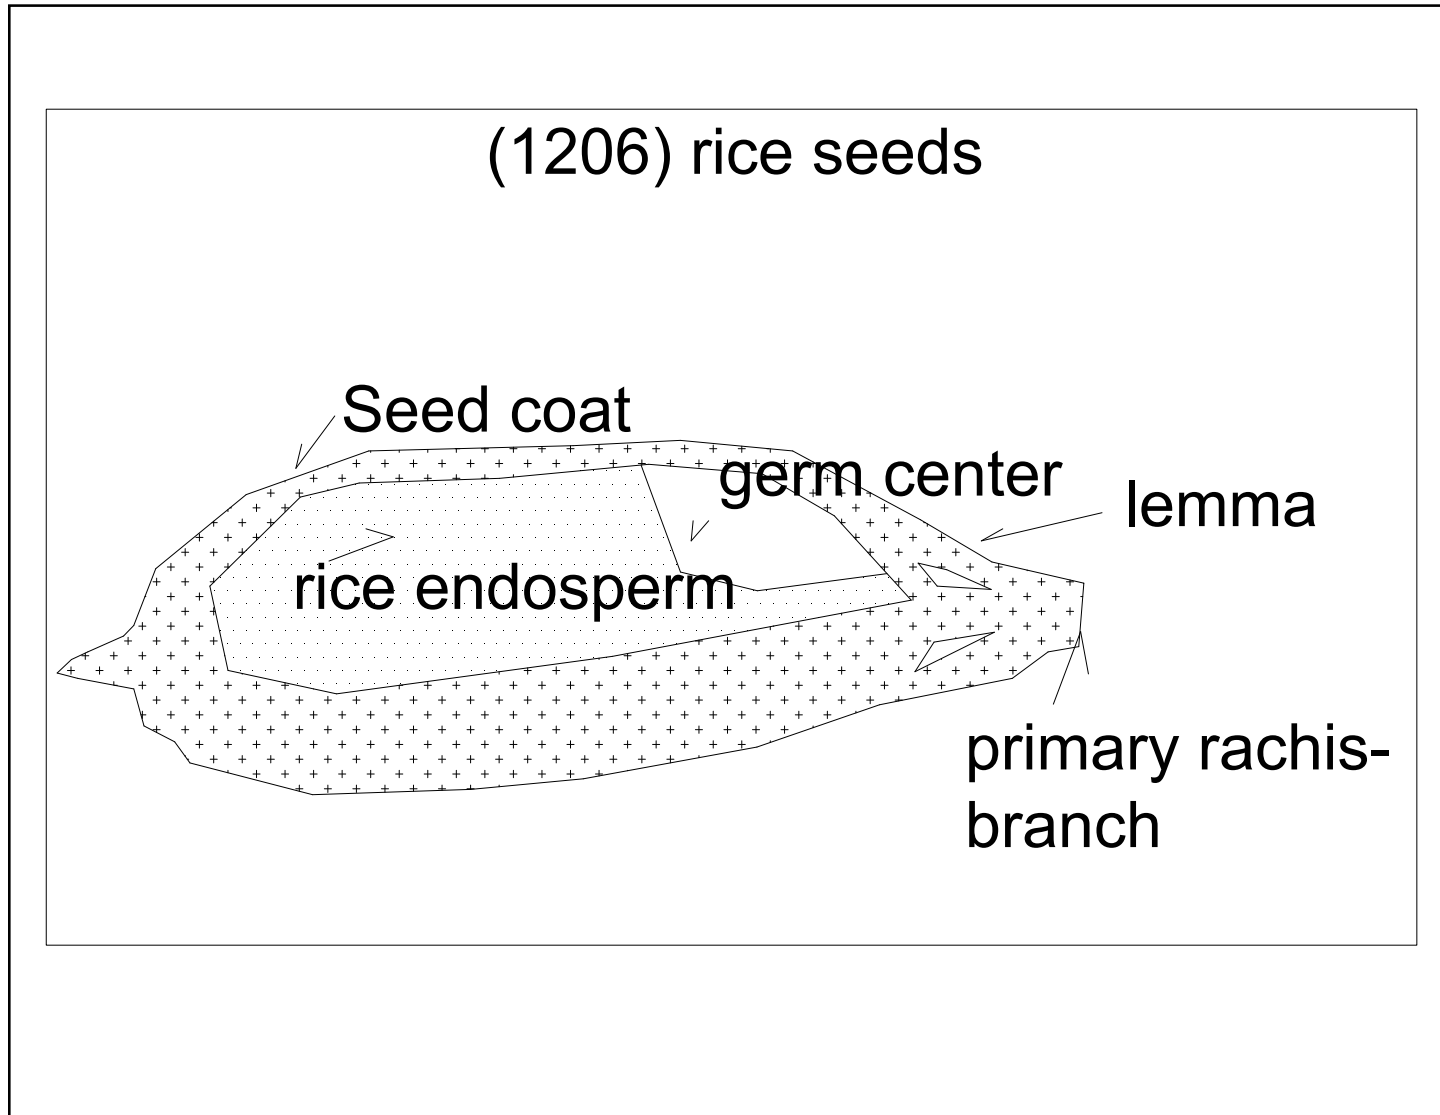 (1206) rice seeds
Seed coat
germ center
lemma
rice endosperm
primary rachis-
branch